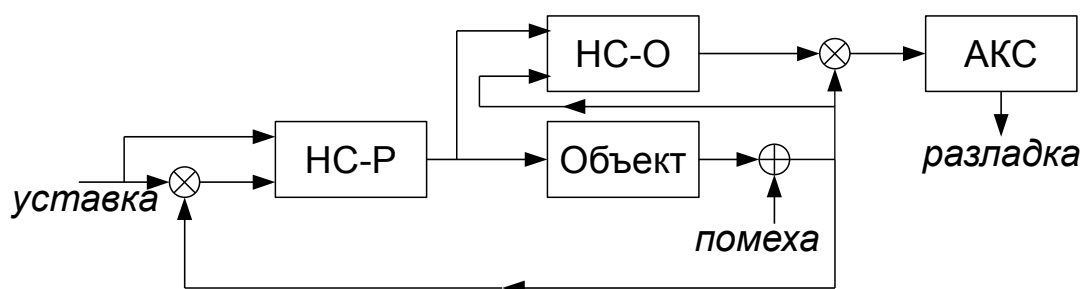 НС-О
АКС
НС-Р
Объект
разладка
уставка
помеха